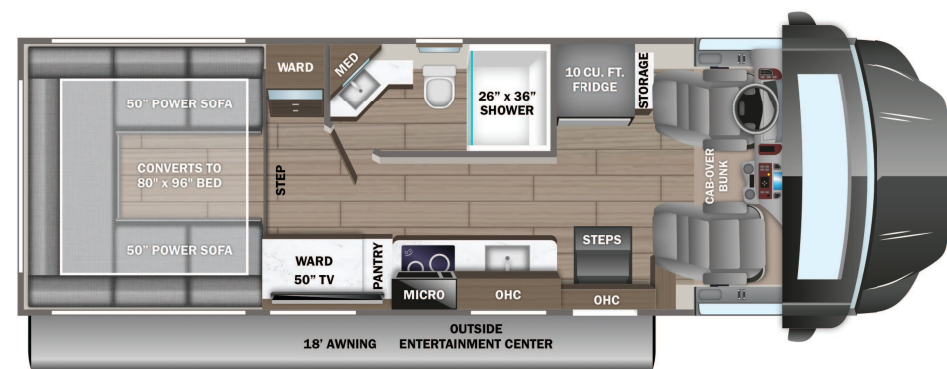 WARD
MED
26" x 36"
SHOWER
10 CU. FT.
FRIDGE
STORAGE
50" POWER SOFA
CONVERTS TO
80" x 96" BED
50" POWER SOFA
STEP
CAB-OVER
BUNK
WARD
50" TV
PANTRY
MICRO
OHC
STEPS
OHC
18' AWNING
OUTSIDE
ENTERTAINMENT CENTER